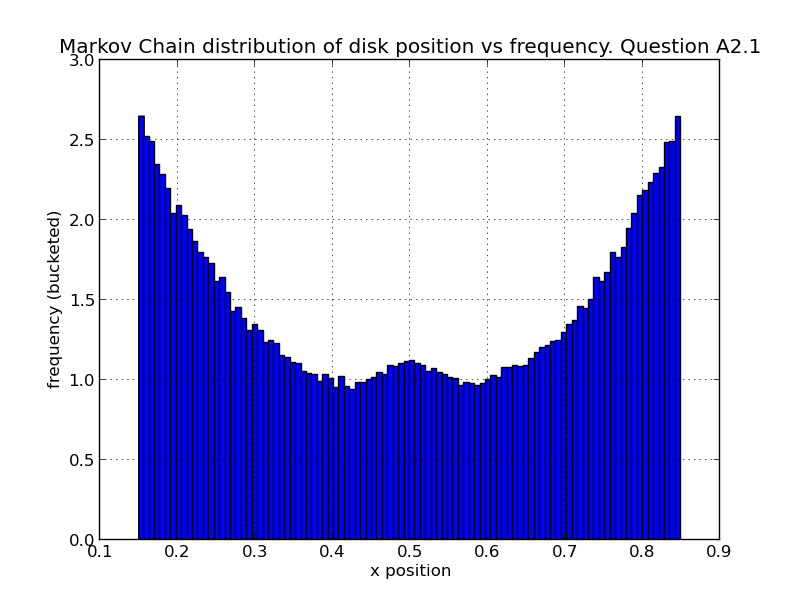 Markov Chain distribution of disk position vs frequency. Question A2.1
3.0
2.5
2.0
1.5
1.0
0.5
0.0
frequency (bucketed)
0.1 0.2 0.3 0.4 0.5 0.6 0.7 0.8 0.9
x position